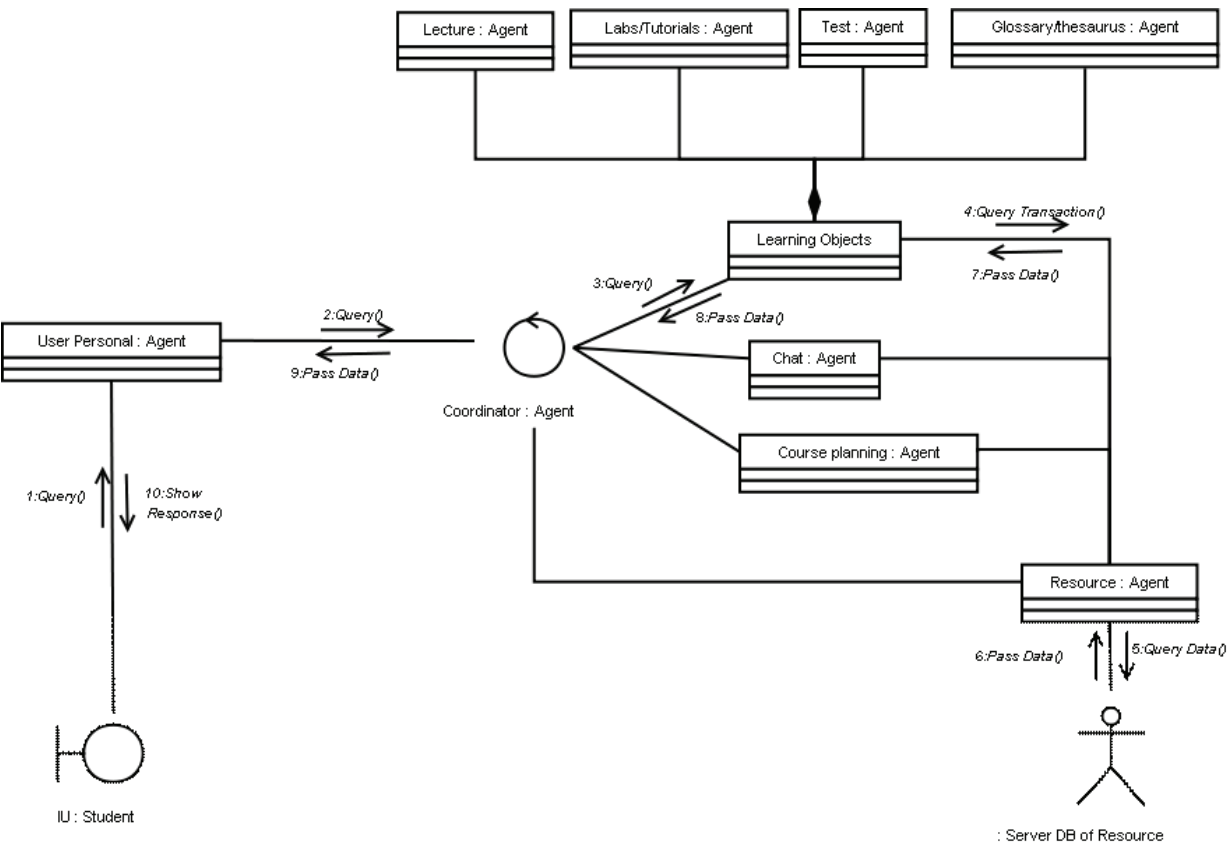 Lecture : Agent
Labs/Tutorials : Agent
Test : Agent
Glossary/thesaurus : Agent
4:Query Transaction()
Learning Objects
7:Pass Data()
3:Query()
8:Pass Data()
2:Query()
User Personal : Agent
9:Pass Data()
Chat : Agent
Coordinator : Agent
Course planning : Agent
1:Query()
10:Show
Response()
Resource : Agent
6:Pass Data()
5:Query Data()
IU : Student
: Server DB of Resource